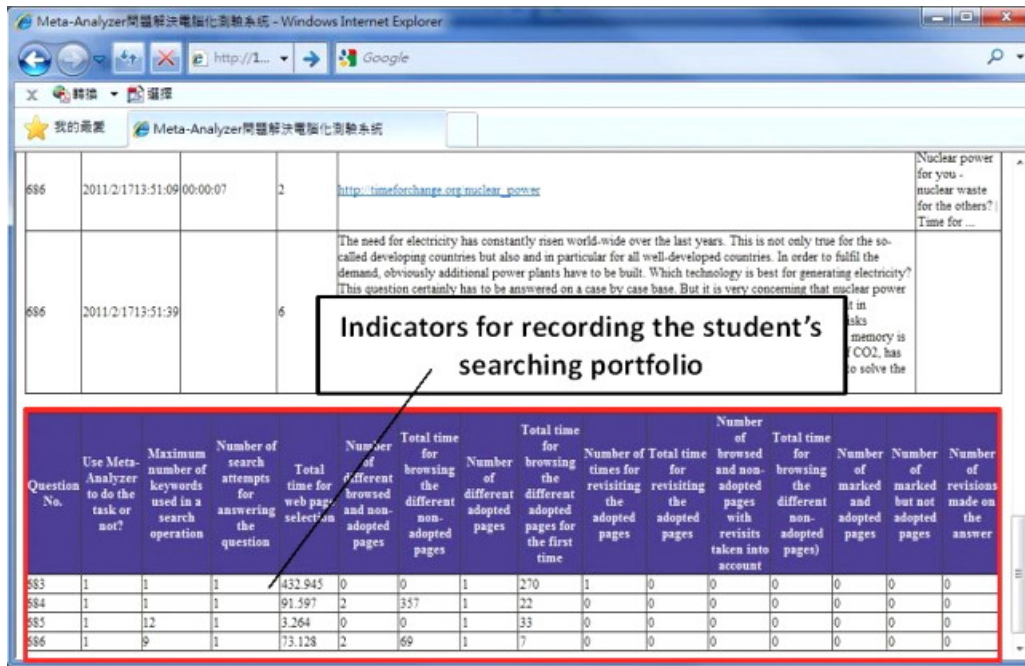 Meta-Analyzer問題解決電腦化測驗系統 - Windows Internet Explorer
http://1...
Google
轉換
選擇
我的最愛
Meta-Analyzer問題解決電腦化測驗系統
686 2011/2/17 13:51:09 00:00:07 2 http://timeforchange.org/nuclear_power
Nuclear power
for you -
nuclear waste
for the others? |
Time for ...
686 2011/2/17 13:51:39 6
The need for electricity has constantly risen world-wide over the last years. This is not only true for the so-
called developing countries but also and in particular for all well-developed countries. In order to fulfil the
demand, obviously additional power plants have to be built. Which technology is best for generating electricity?
This question certainly has to be answered on a case by case base. But it is very concerning that nuclear power
t in
isks
memory is
f CO2, has
to solve the
Indicators for recording the student's
searching portfolio
Question
No.
Use Meta-
Analyzer
to do the
task or
not?
Maximum
number of
keywords
used in a
search
operation
Number of
search
attempts
for
answering
the
question
Total
time for
web page
selection
Number
of
different
browsed
and non-
adopted
pages
Total time
for
browsing
the
different
non-
adopted
pages
Number
of
different
adopted
pages
Total time
for
browsing
the
different
adopted
pages for
the first
time
Number of
times for
revisiting
the
adopted
pages
Total time
for
revisiting
the
adopted
pages
Number
of
browsed
and non-
adopted
pages
with
revisits
taken into
account
Total time
for
browsing
the
different
non-
adopted
pages)
Number
of
marked
and
adopted
pages
Number
of
marked
but not
adopted
pages
Number
of
revisions
made on
the
answer
683 1 1 1 432.945 0 0 1 270 1 0 0 0 0 0 0
684 1 1 1 91.597 2 357 1 22 0 0 0 0 0 0 0
685 1 12 1 3.264 0 0 1 33 0 0 0 0 0 0 0
686 1 9 1 73.128 2 69 1 7 0 0 0 0 0 0 0